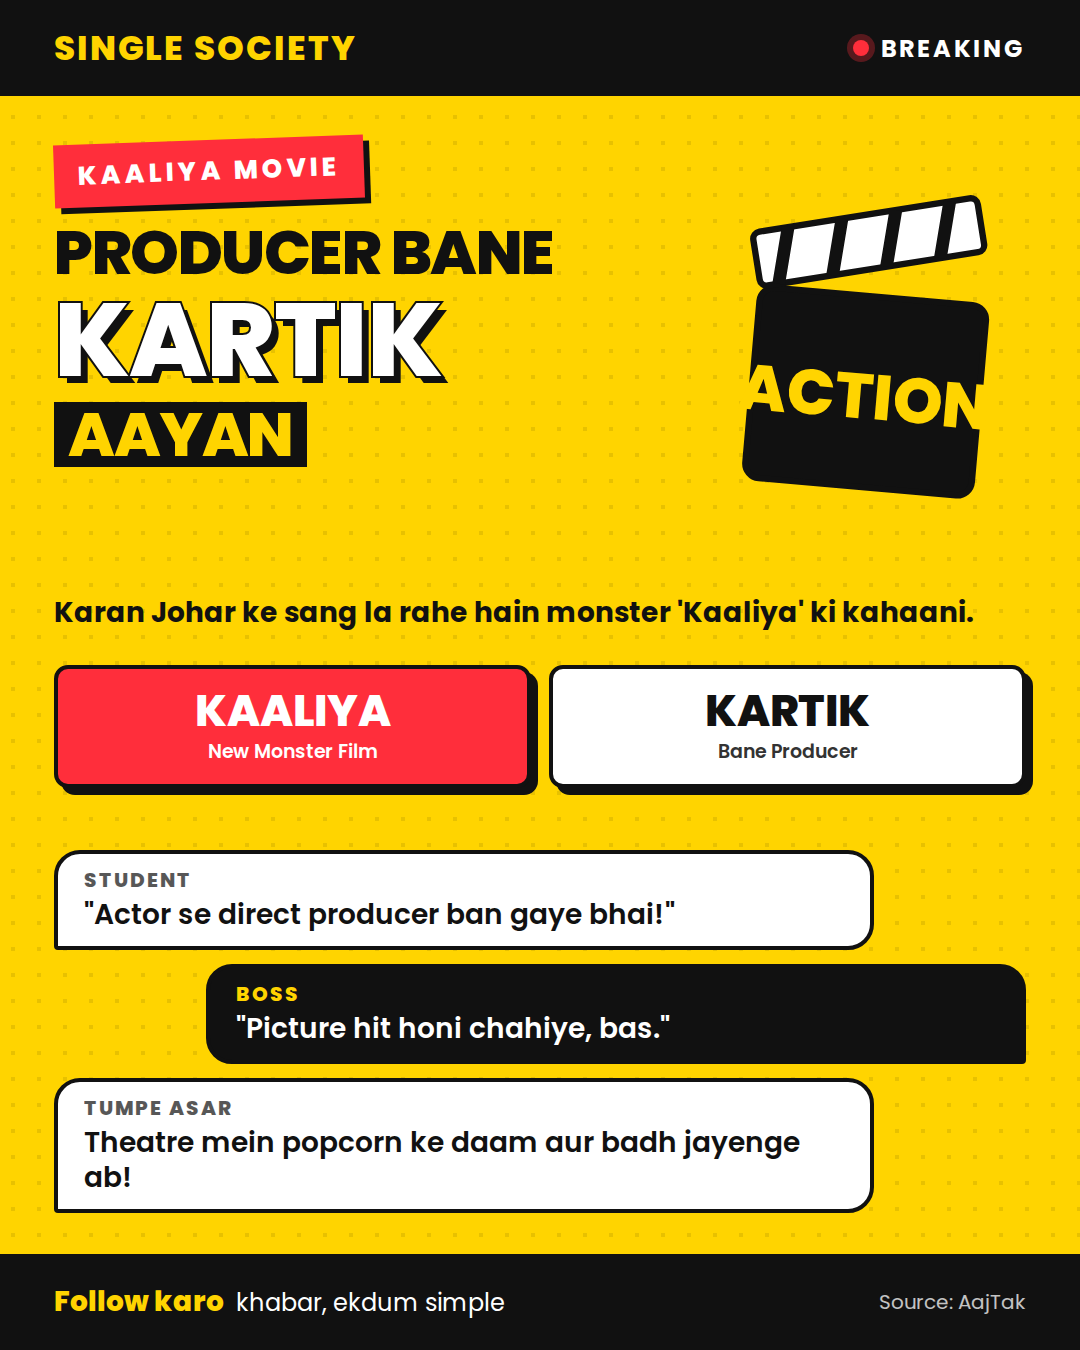 SINGLE SOCIETY
BREAKING
KAALIYA MOVIE
PRODUCER BANE
KARTIK
AAYAN
ACTION
Karan Johar ke sang la rahe hain monster 'Kaaliya' ki kahaani.
KAALIYA
New Monster Film
KARTIK
Bane Producer
STUDENT
"Actor se direct producer ban gaye bhai!"
BOSS
"Picture hit honi chahiye, bas."
TUMPE ASAR
Theatre mein popcorn ke daam aur badh jayenge
ab!
Follow karo khabar, ekdum simple
Source: AajTak